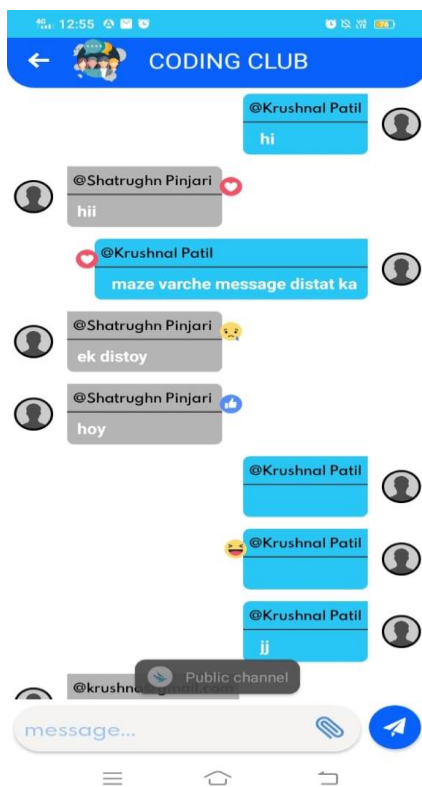 12:55
76
CODING CLUB
@Krushnal Patil
hi
@Shatrughn Pinjari
hii
@Krushnal Patil
maze varche message distat ka
@Shatrughn Pinjari
ek distoy
@Shatrughn Pinjari
hoy
@Krushnal Patil
@Krushnal Patil
@Krushnal Patil
jj
Public channel
message...